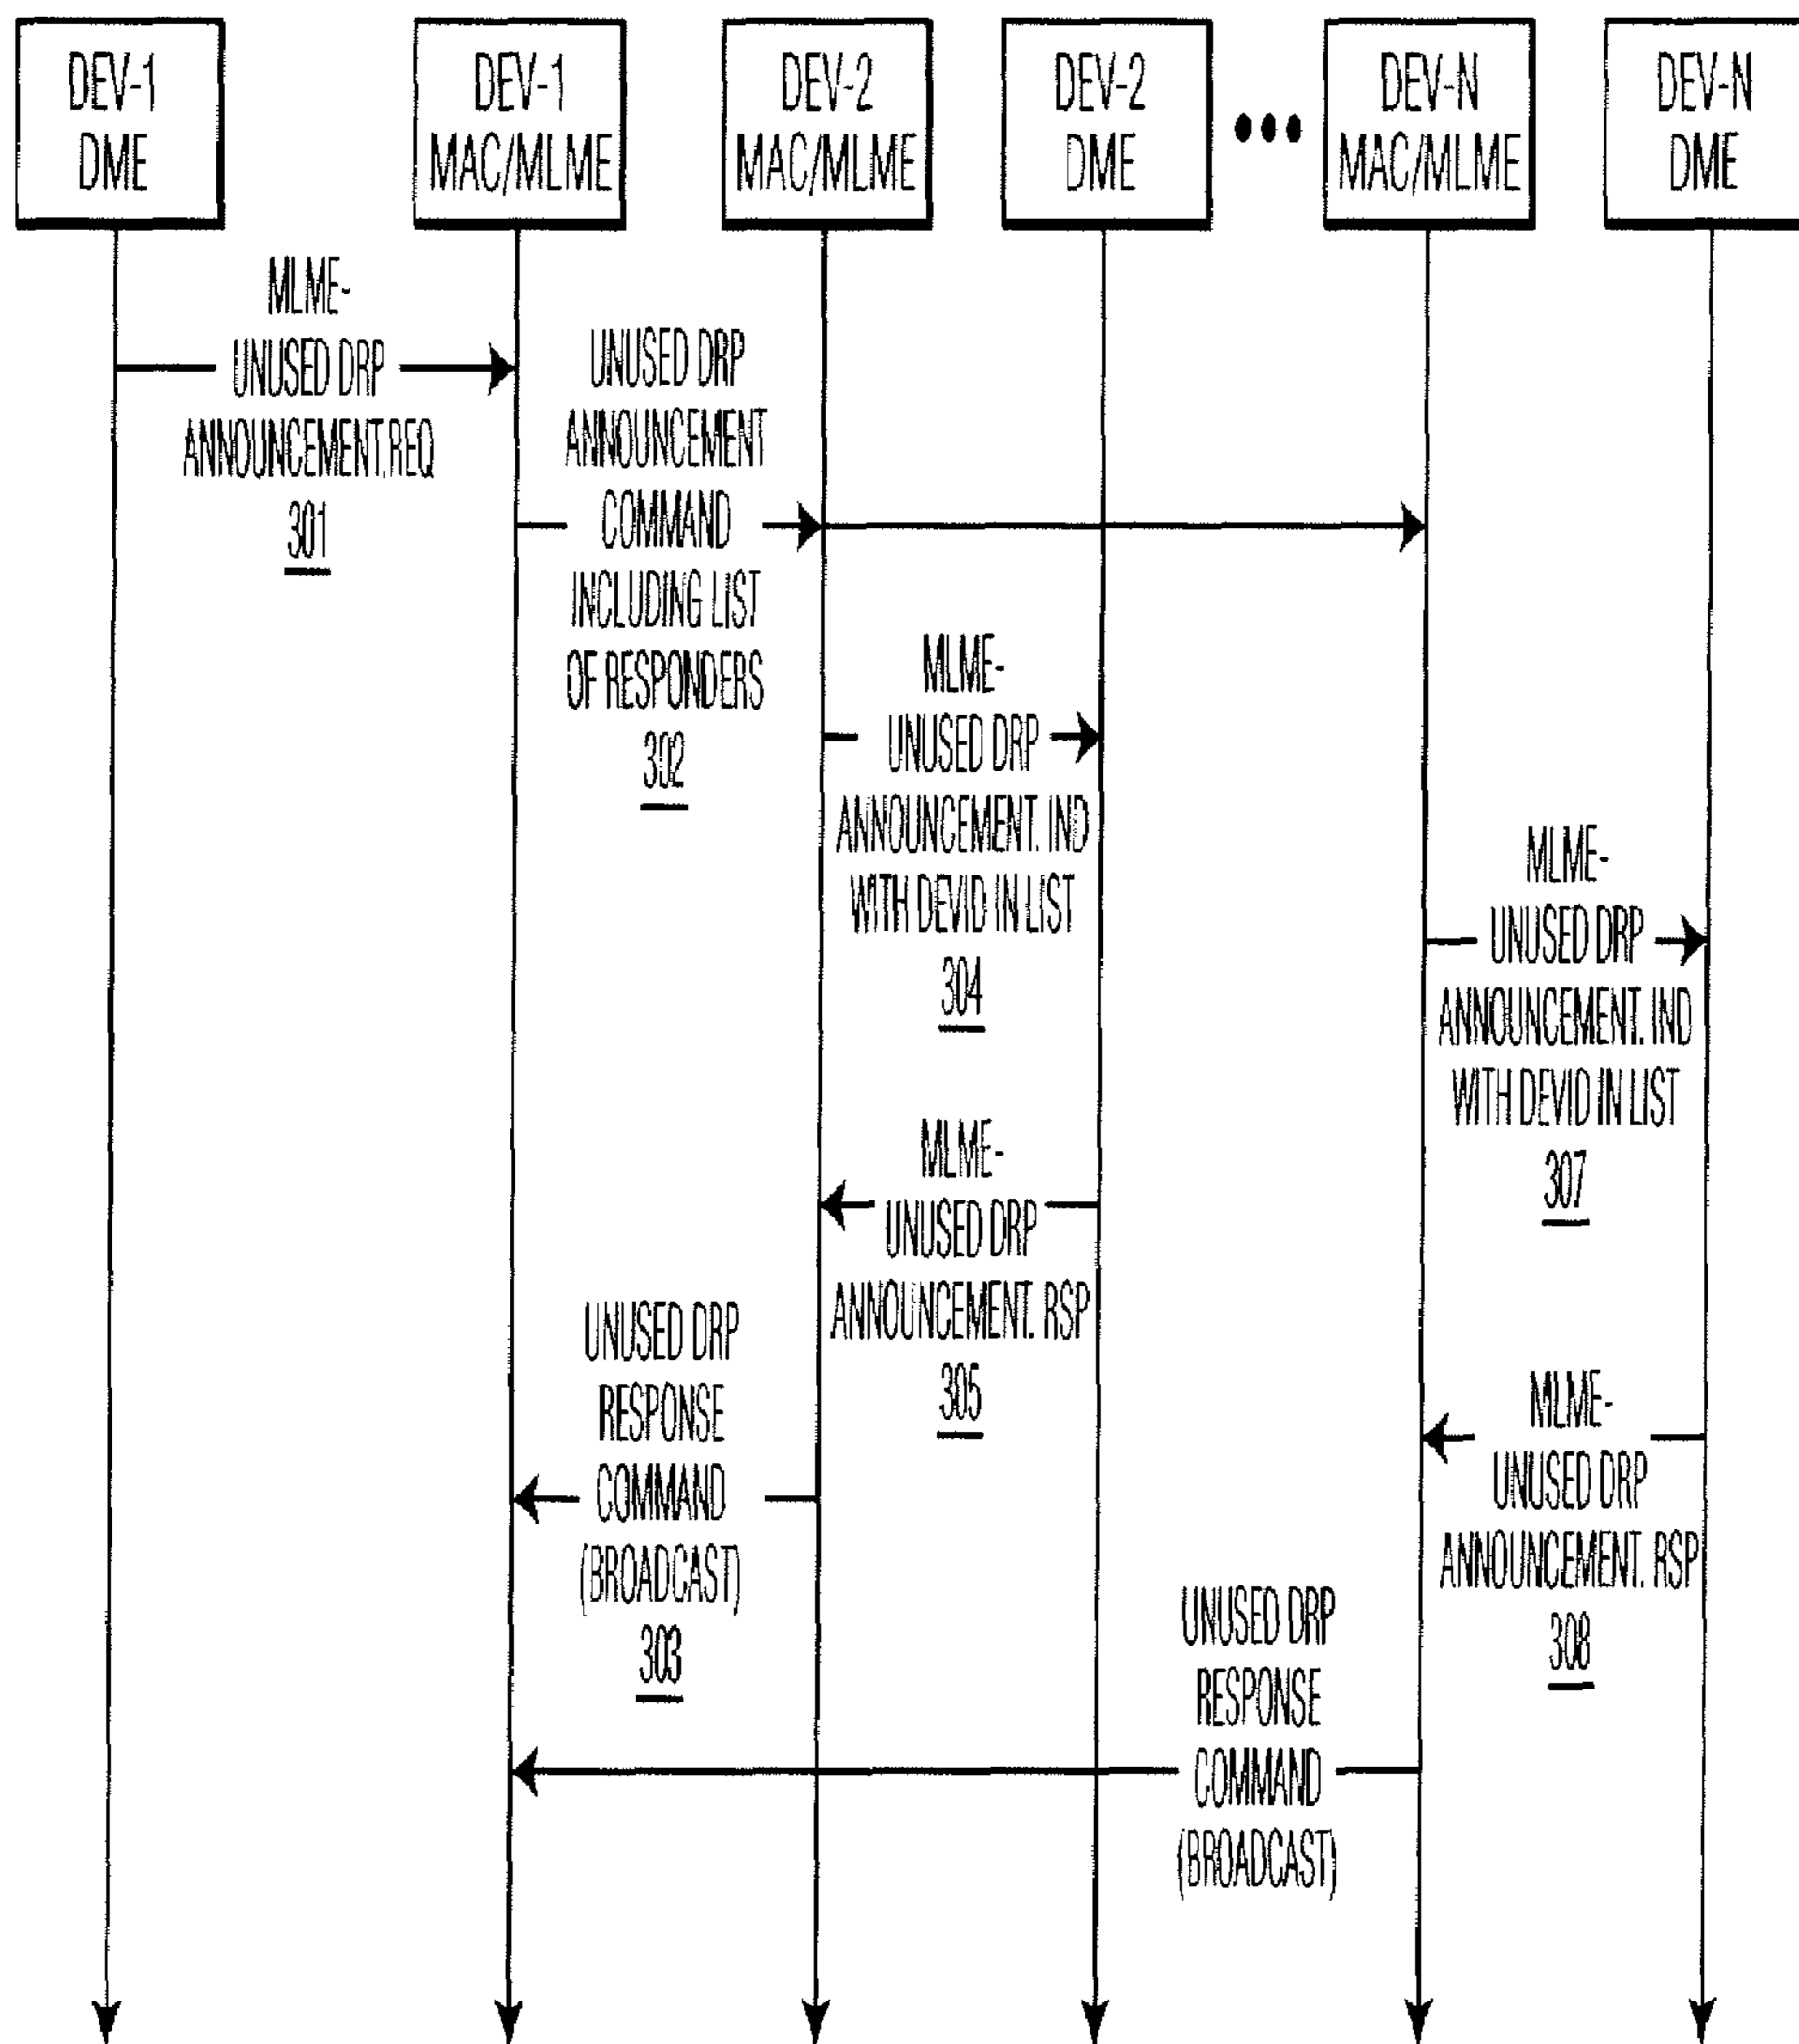 DEV-1
DME
DEV-1
MAC/MLME
DEV-2
MAC/MLME
DEV-2
DME
DEV-N
MAC/MLME
DEV-N
DME
MLME-
UNUSED DRP
ANNOUNCEMENT.REQ
301
UNUSED DRP
ANNOUNCEMENT
COMMAND
INCLUDING LIST
OF RESPONDERS
302
MLME-
UNUSED DRP
ANNOUNCEMENT. IND
WITH DEVID IN LIST
304
MLME-
UNUSED DRP
ANNOUNCEMENT. IND
WITH DEVID IN LIST
307
MLME-
UNUSED DRP
ANNOUNCEMENT. RSP
305
UNUSED DRP
RESPONSE
COMMAND
(BROADCAST)
303
MLME-
UNUSED DRP
ANNOUNCEMENT. RSP
308
UNUSED DRP
RESPONSE
COMMAND
(BROADCAST)